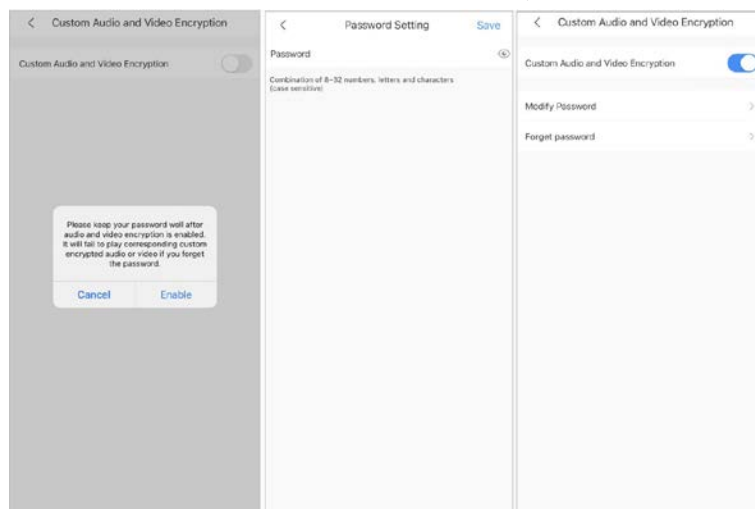 Custom Audio and Video Encryption
Custom Audio and Video Encryption
Please keep your password well after
audio and video encryption is enabled.
It will fail to play corresponding custom
encrypted audio or video if you forget
the password.
Cancel
Enable
Password Setting
Save
Password
Combination of 8-32 numbers, letters and characters
(case sensitive)
Custom Audio and Video Encryption
Custom Audio and Video Encryption
Modify Password
Forget password